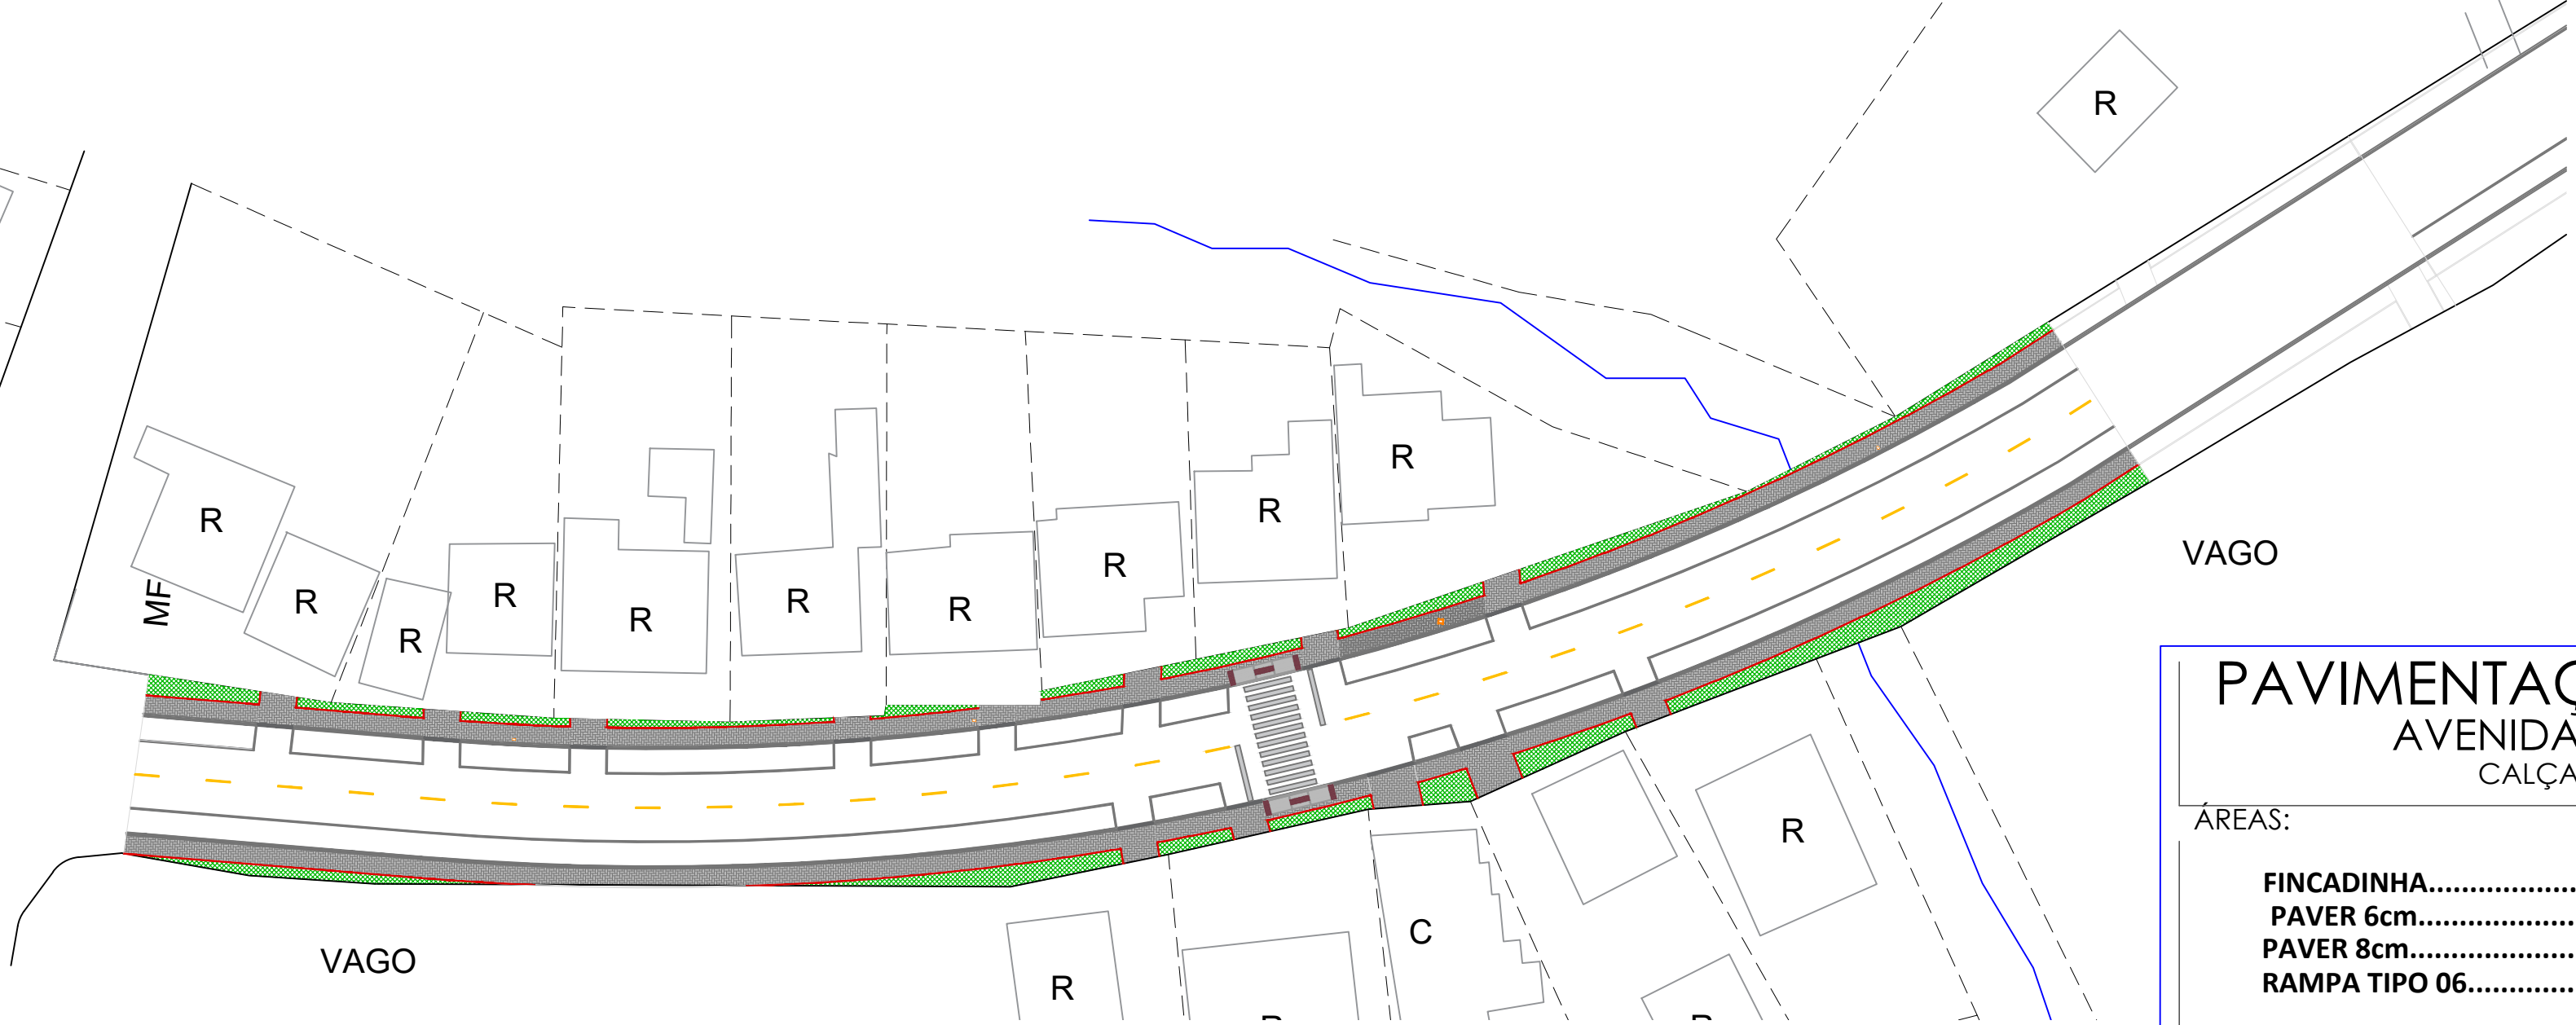 R
R
R
R
R
R
R
R
R
R
R
MF
VAGO
PAVIMENTAÇ
AVENIDA
CALÇA
ÁREAS:
R
FINCADINHA....................
PAVER 6cm....................
PAVER 8cm.....................
RAMPA TIPO 06.............
C
VAGO
R